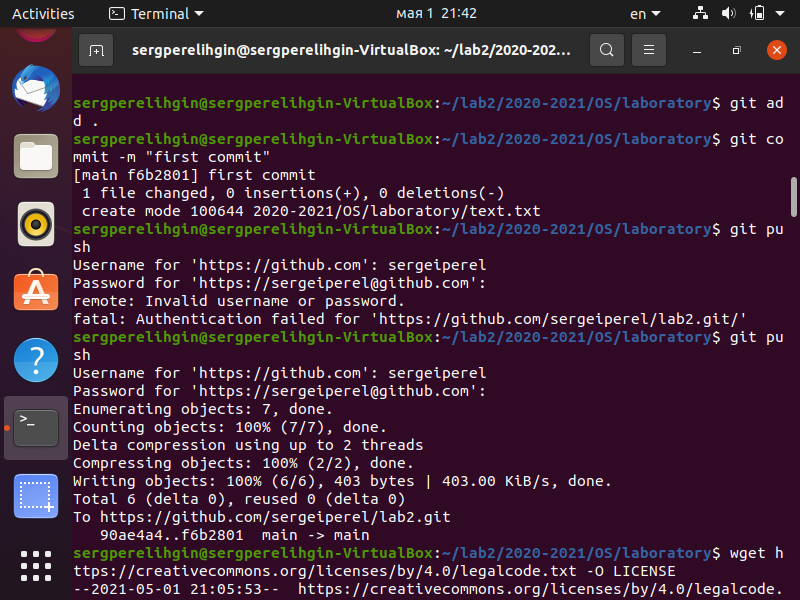 Activities Terminal мая 1 21:42 en
sergperelihgin@sergperelihgin-VirtualBox: ~/lab2/2020-202...
sergperelihgin@sergperelihgin-VirtualBox:~/lab2/2020-2021/OS/laboratory$ git ad
d .
sergperelihgin@sergperelihgin-VirtualBox:~/lab2/2020-2021/OS/laboratory$ git co
mmit -m "first commit"
[main f6b2801] first commit
 1 file changed, 0 insertions(+), 0 deletions(-)
 create mode 100644 2020-2021/OS/laboratory/text.txt
sergperelihgin@sergperelihgin-VirtualBox:~/lab2/2020-2021/OS/laboratory$ git pu
sh
Username for 'https://github.com': sergeiperel
Password for 'https://sergeiperel@github.com':
remote: Invalid username or password.
fatal: Authentication failed for 'https://github.com/sergeiperel/lab2.git/'
sergperelihgin@sergperelihgin-VirtualBox:~/lab2/2020-2021/OS/laboratory$ git pu
sh
Username for 'https://github.com': sergeiperel
Password for 'https://sergeiperel@github.com':
Enumerating objects: 7, done.
Counting objects: 100% (7/7), done.
Delta compression using up to 2 threads
Compressing objects: 100% (2/2), done.
Writing objects: 100% (6/6), 403 bytes | 403.00 KiB/s, done.
Total 6 (delta 0), reused 0 (delta 0)
To https://github.com/sergeiperel/lab2.git
   90ae4a4..f6b2801  main -> main
sergperelihgin@sergperelihgin-VirtualBox:~/lab2/2020-2021/OS/laboratory$ wget h
ttps://creativecommons.org/licenses/by/4.0/legalcode.txt -O LICENSE
--2021-05-01 21:05:53--  https://creativecommons.org/licenses/by/4.0/legalcode.